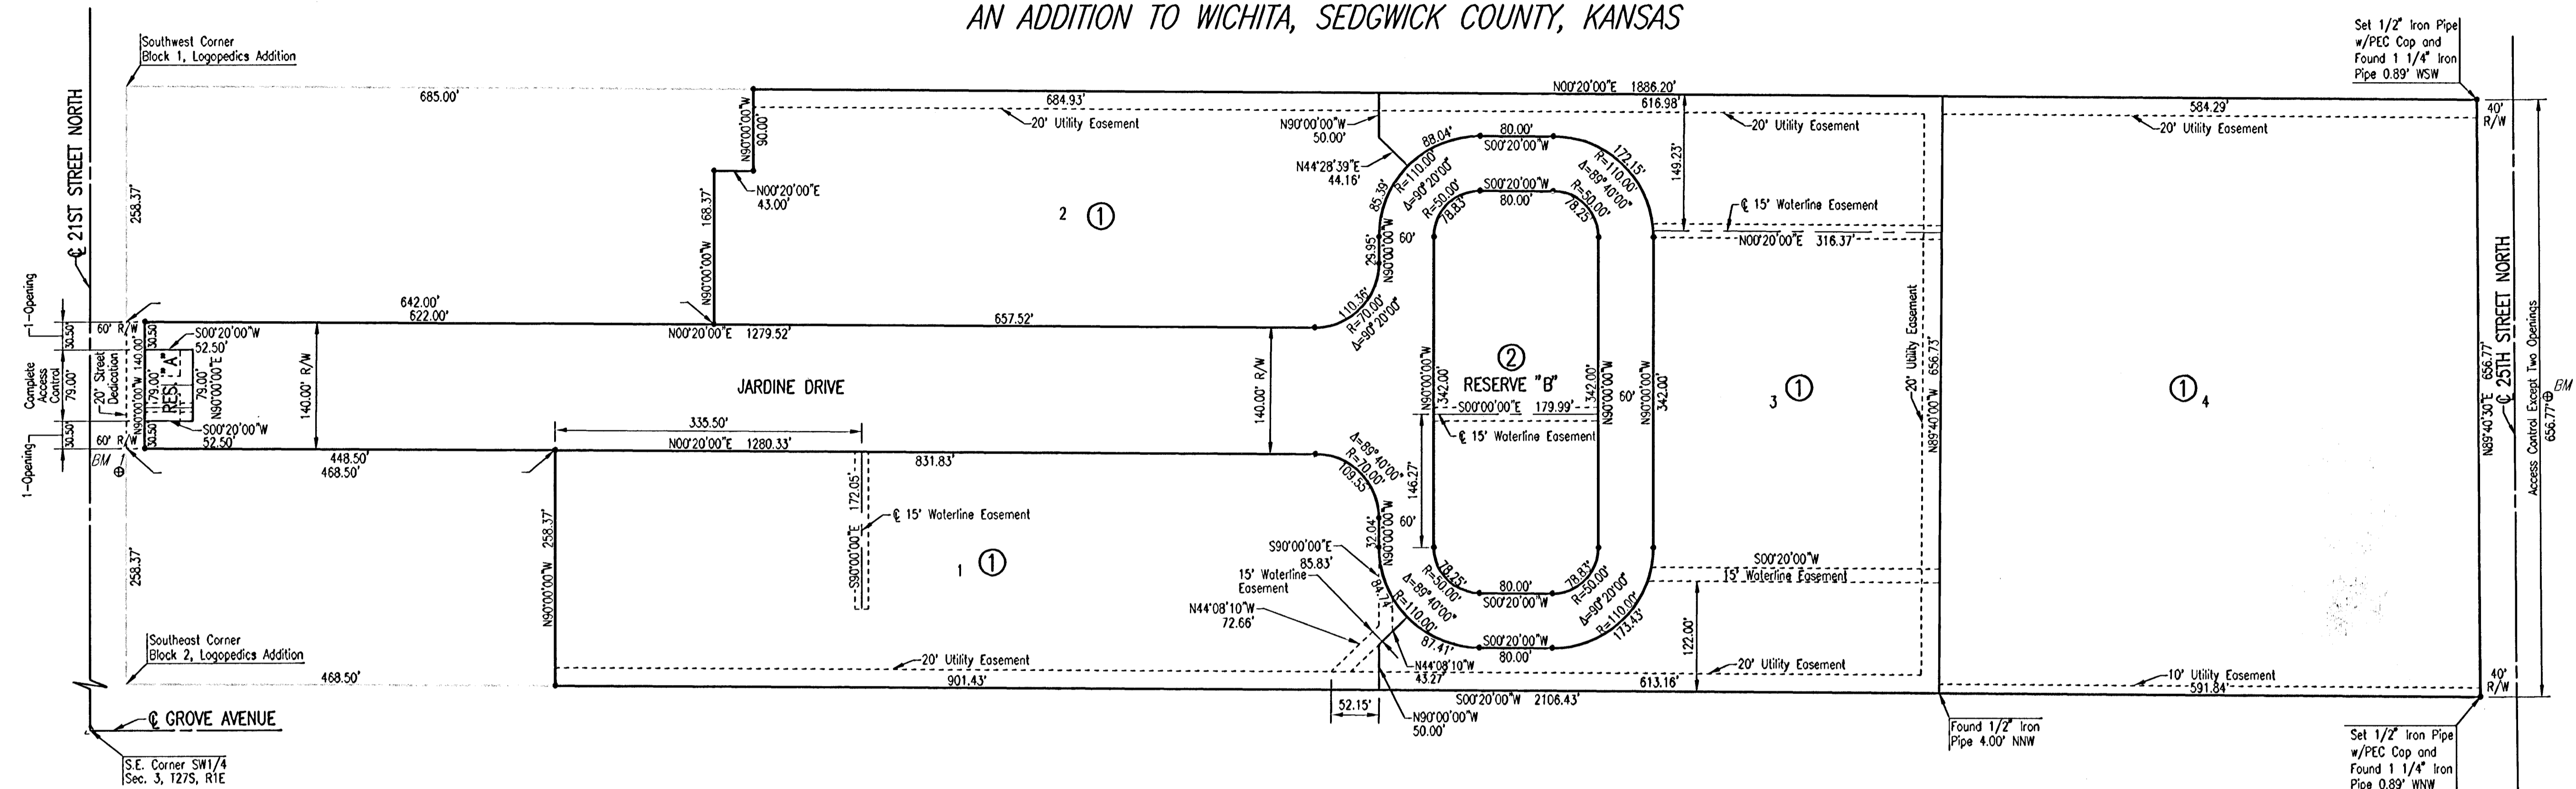 AN ADDITION TO WICHITA, SEDGWICK COUNTY, KANSAS
Southwest Corner
Block 1, Logopedics Addition
Set 1/2" Iron Pipe
w/PEC Cap and
Found 1 1/4" Iron
Pipe 0.89' WSW
℄ 21ST STREET NORTH
685.00'
258.37'
N90°00'00"W
90.00'
N00°20'00"E
43.00'
N90°00'00"W 168.37'
684.93'
20' Utility Easement
N00°20'00"E 1886.20'
616.98'
20' Utility Easement
584.29'
20' Utility Easement
40'
R/W
2 ①
N90°00'00"W
50.00'
N44°28'39"E
44.16'
88.04'
R=110.00'
Δ=90°20'00"
85.39'
80.00'
S00°20'00"W
172.15'
R=110.00'
Δ=89°40'00"
R=50.00'
78.83'
S00°20'00"W
80.00'
R=50.00'
78.25'
149.23'
℄ 15' Waterline Easement
N00°20'00"E 316.37'
29.95'
N90°00'00"W
60'
110.36'
R=70.00'
Δ=90°20'00"
1-Opening
Complete
Access
Control
1-Opening
30.50'
79.00'
30.50'
60' R/W
60' R/W
20' Street
Dedication
N90°00'00"W 140.00'
30.50'
79.00'
30.50'
RES. "A"
79.00'
N90°00'00"E
S00°20'00"W
52.50'
S00°20'00"W
52.50'
BM 1
642.00'
622.00'
N00°20'00"E 1279.52'
657.52'
140.00' R/W
JARDINE DRIVE
140.00' R/W
335.50'
N00°20'00"E 1280.33'
831.83'
448.50'
468.50'
N90°00'00"W
342.00'
②
RESERVE "B"
S00°00'00"E 179.99'
℄ 15' Waterline Easement
146.27'
342.00'
N90°00'00"W
60'
N90°00'00"W
342.00'
3 ①
20' Utility Easement
N89°40'00"W 656.73'
① 4
N89°40'30"E 656.77'
℄ 25TH STREET NORTH
Access Control Except Two Openings
656.77'
BM
258.37'
N90°00'00"W 258.37'
S90°00'00"E 172.05'
℄ 15' Waterline Easement
1 ①
Δ=89°40'00"
R=70.00'
109.55'
32.04'
N90°00'00"W
60'
S90°00'00"E
85.83'
15' Waterline
Easement
N44°08'10"W
72.66'
84.74'
Δ=89°40'00"
R=110.00'
87.41'
78.25'
R=50.00'
80.00'
S00°20'00"W
78.83'
R=50.00'
Δ=90°20'00"
R=110.00'
173.43'
S00°20'00"W
80.00'
N44°08'10"W
43.27'
S00°20'00"W
15' Waterline Easement
122.00'
Southeast Corner
Block 2, Logopedics Addition
468.50'
20' Utility Easement
901.43'
20' Utility Easement
613.16'
S00°20'00"W 2106.43'
10' Utility Easement
591.84'
40'
R/W
52.15'
N90°00'00"W
50.00'
℄ GROVE AVENUE
S.E. Corner SW1/4
Sec. 3, T27S, R1E
Found 1/2" Iron
Pipe 4.00' NNW
Set 1/2" Iron Pipe
w/PEC Cap and
Found 1 1/4" Iron
Pipe 0.89' WNW